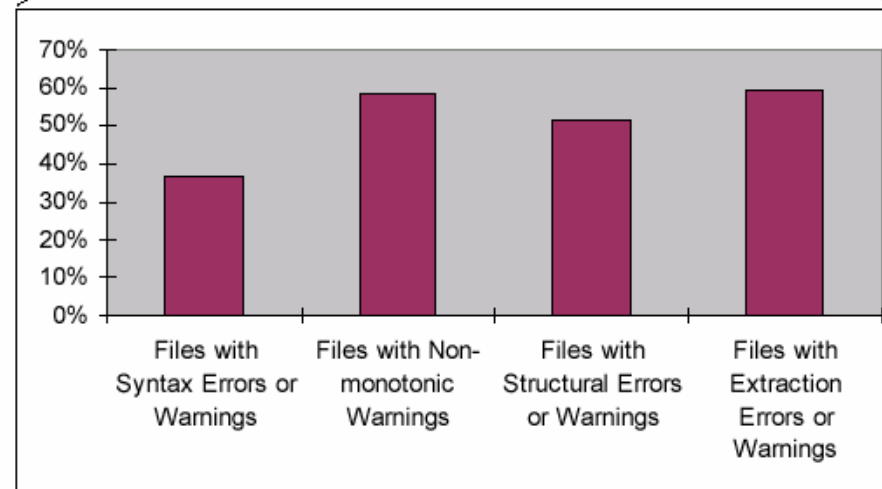 70%
60%
50%
40%
30%
20%
10%
0%
Files with
Syntax Errors or
Warnings
Files with Non-
monotonic
Warnings
Files with
Structural Errors
or Warnings
Files with
Extraction
Errors or
Warnings